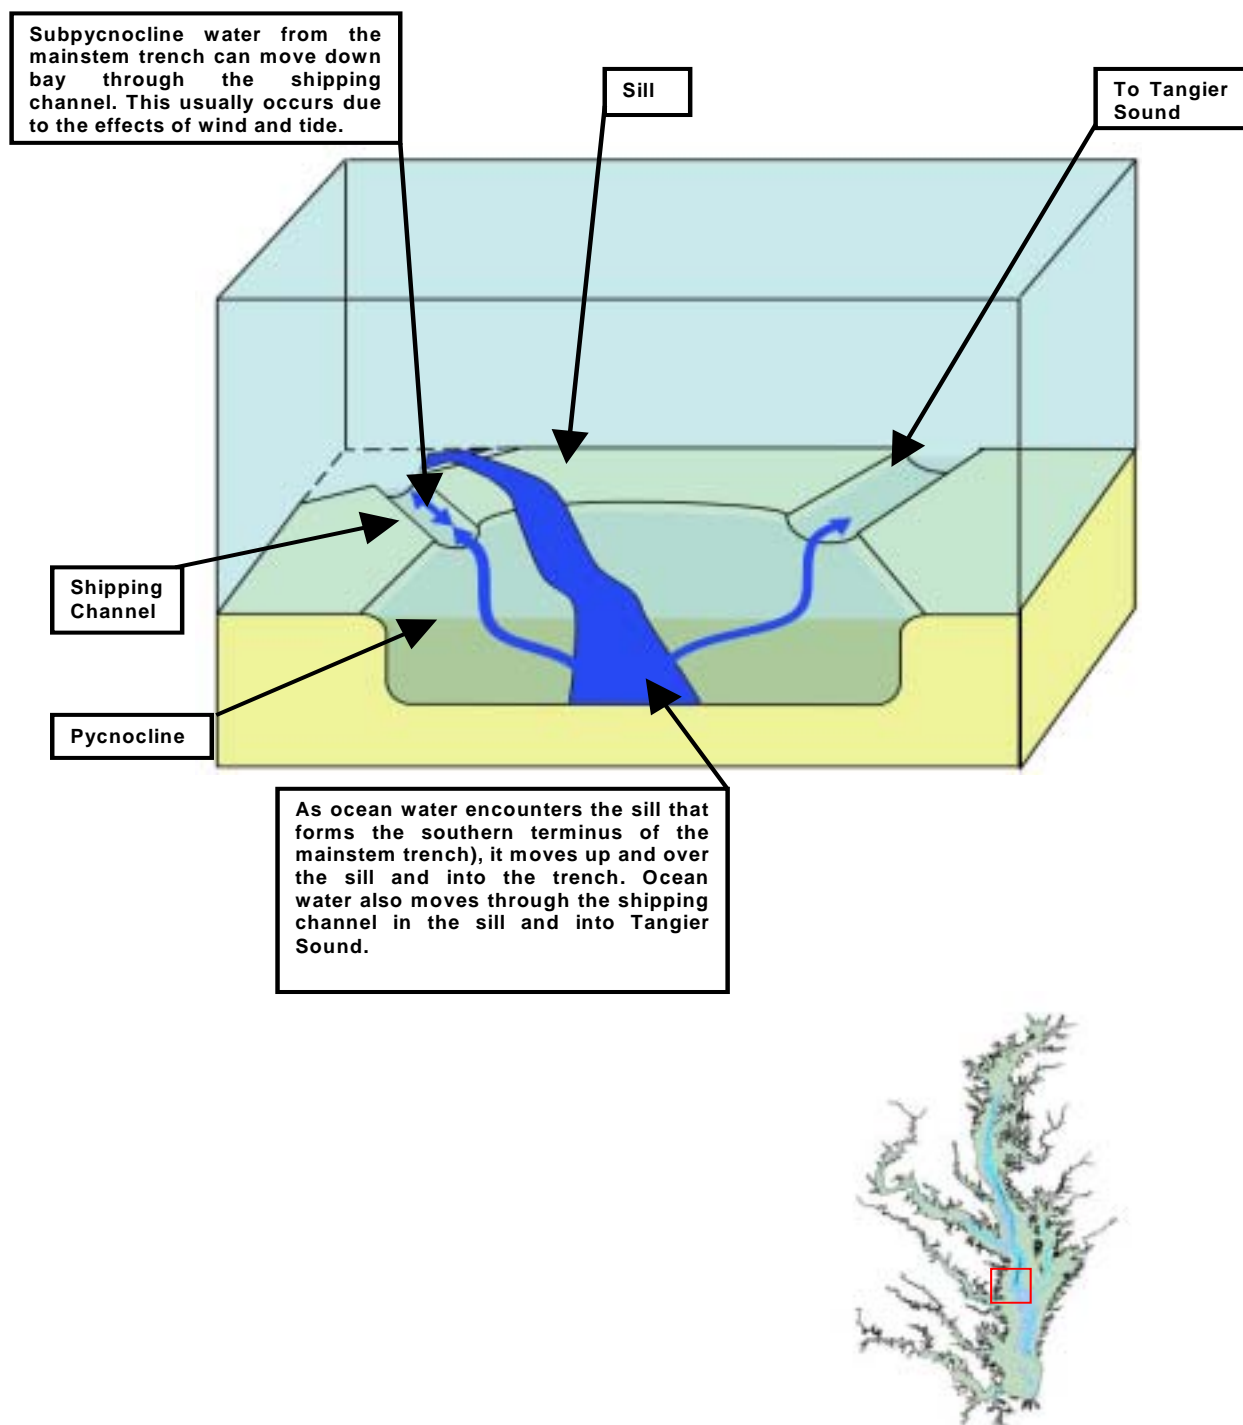 Subpycnocline water from the
mainstem trench can move down
bay through the shipping
channel. This usually occurs due
to the effects of wind and tide.
Sill
To Tangier
Sound
Shipping
Channel
Pycnocline
As ocean water encounters the sill that
forms the southern terminus of the
mainstem trench), it moves up and over
the sill and into the trench. Ocean
water also moves through the shipping
channel in the sill and into Tangier
Sound.